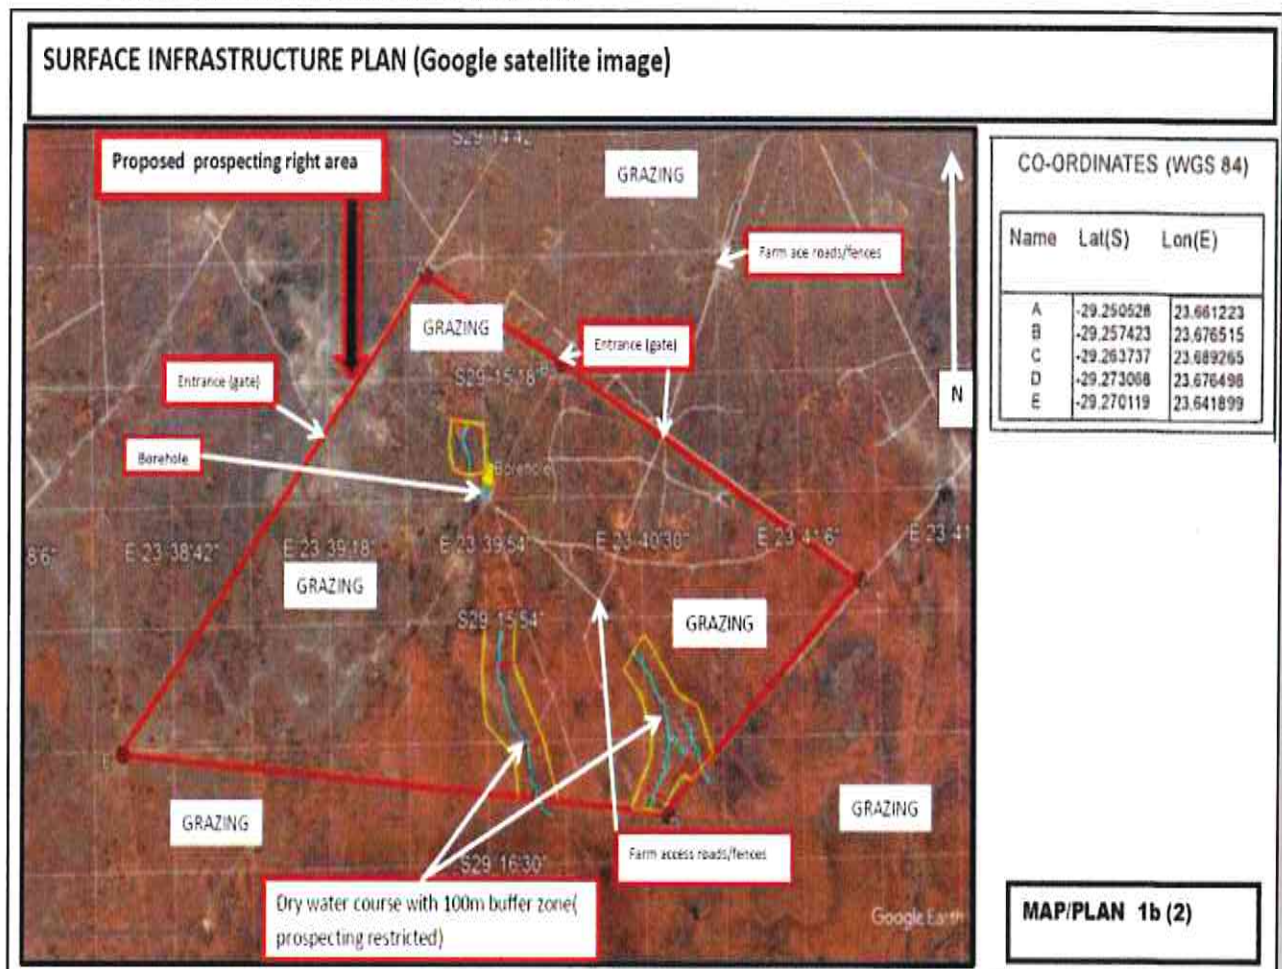 SURFACE INFRASTRUCTURE PLAN (Google satellite image)
Proposed prospecting right area
S29 14'42"
GRAZING
CO-ORDINATES (WGS 84)
Name Lat(S) Lon(E)
A -29.250528 23.661223
B -29.257423 23.676515
C -29.263737 23.689265
D -29.273068 23.676498
E -29.270119 23.641899
Farm ace roads/fences
GRAZING
Entrance (gate)
Entrance (gate)
S29 15'18"
N
Borehole
Borehole
8'6"
E 23 38'42"
E 23 39'18"
E 23 39'54"
E 23 40'30"
E 23 41'6"
E 23 41
GRAZING
S29 15'54"
GRAZING
E
GRAZING
GRAZING
Farm access roads/fences
S29 16'30"
Dry water course with 100m buffer zone(
prospecting restricted)
Google Earth
MAP/PLAN 1b (2)